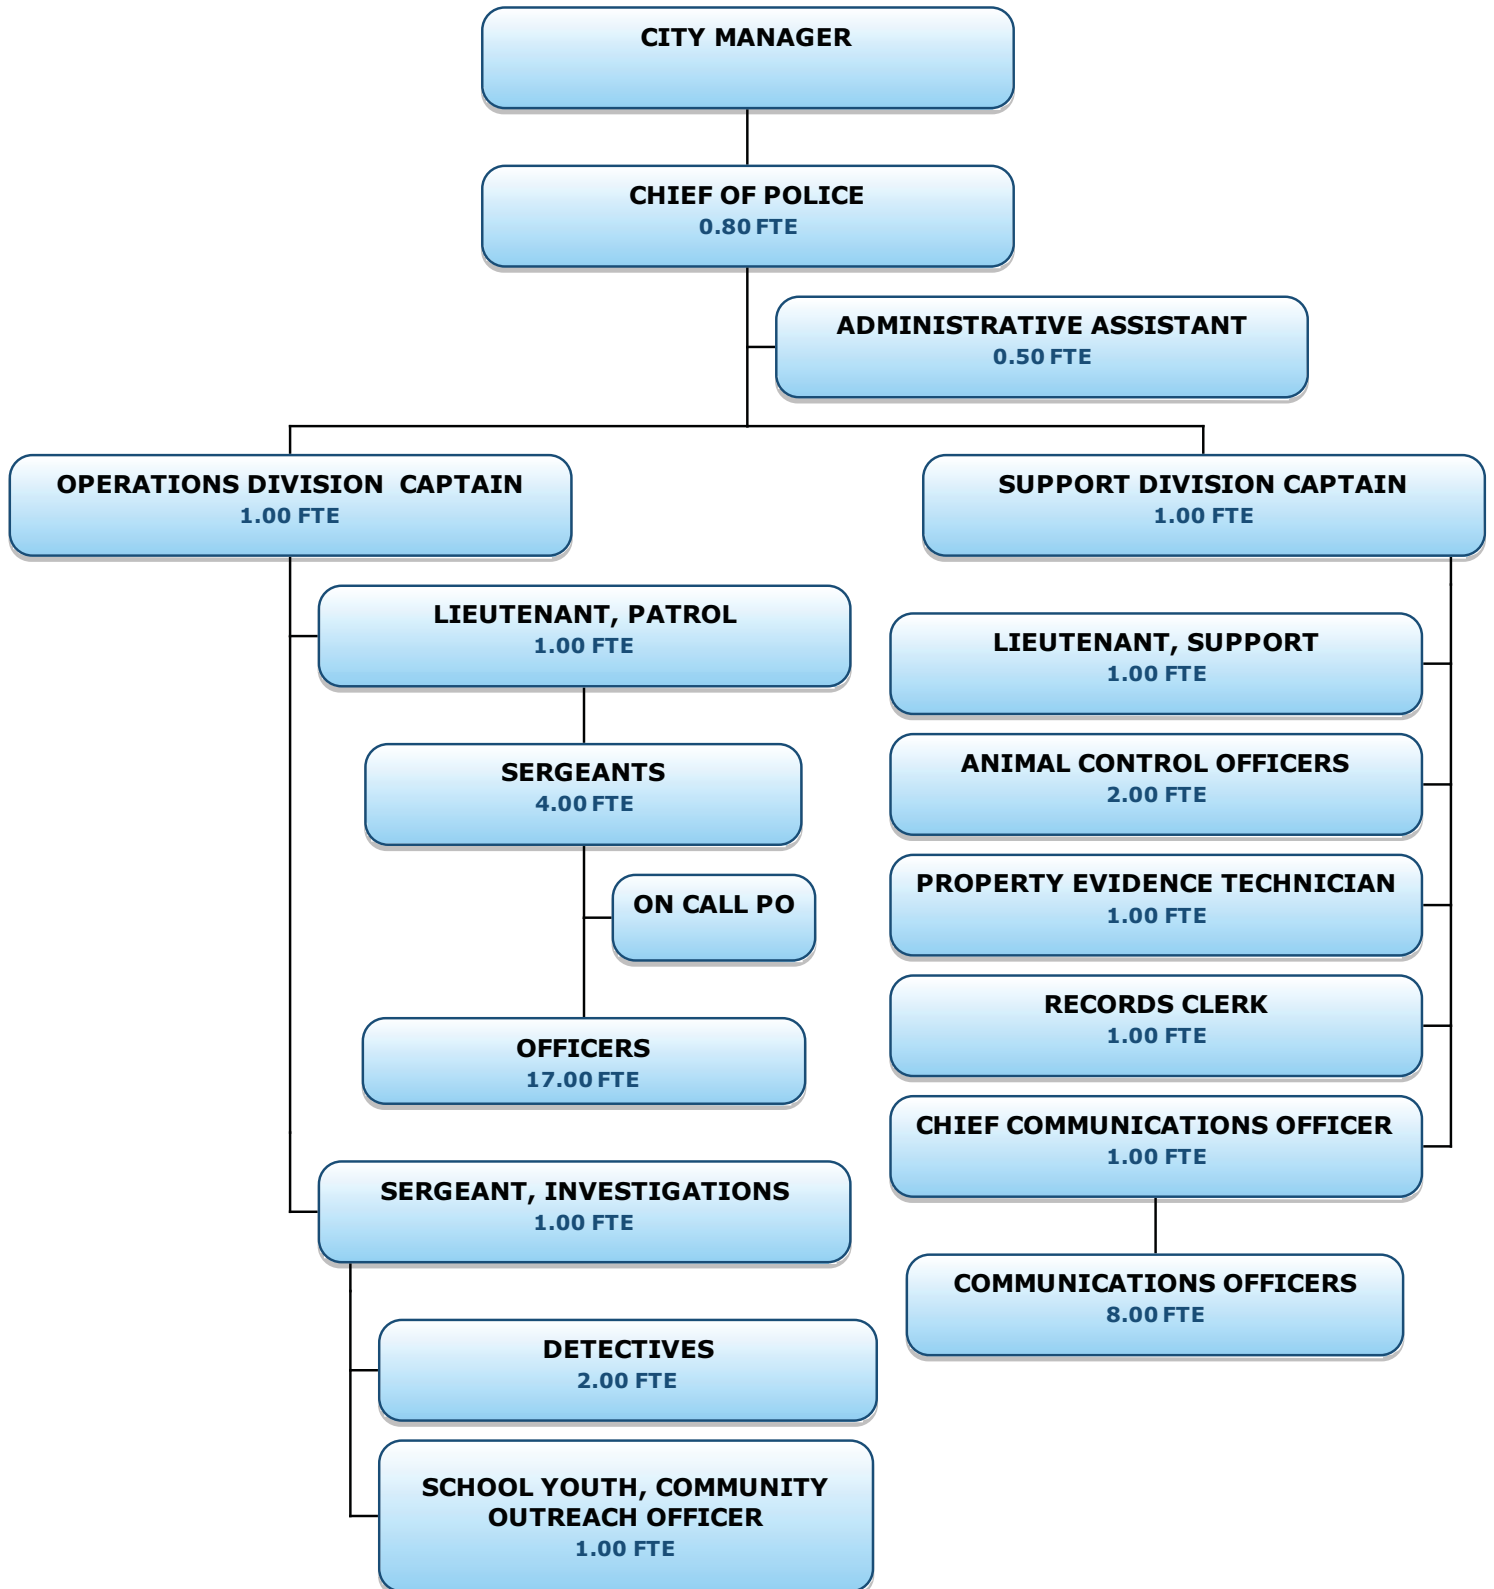 CITY MANAGER
CHIEF OF POLICE
0.80 FTE
ADMINISTRATIVE ASSISTANT
0.50 FTE
OPERATIONS DIVISION  CAPTAIN
1.00 FTE
SUPPORT DIVISION CAPTAIN
1.00 FTE
LIEUTENANT, PATROL
1.00 FTE
SERGEANTS
4.00 FTE
ON CALL PO
OFFICERS
17.00 FTE
SERGEANT, INVESTIGATIONS
1.00 FTE
DETECTIVES
2.00 FTE
SCHOOL YOUTH, COMMUNITY
OUTREACH OFFICER
1.00 FTE
LIEUTENANT, SUPPORT
1.00 FTE
ANIMAL CONTROL OFFICERS
2.00 FTE
PROPERTY EVIDENCE TECHNICIAN
1.00 FTE
RECORDS CLERK
1.00 FTE
CHIEF COMMUNICATIONS OFFICER
1.00 FTE
COMMUNICATIONS OFFICERS
8.00 FTE